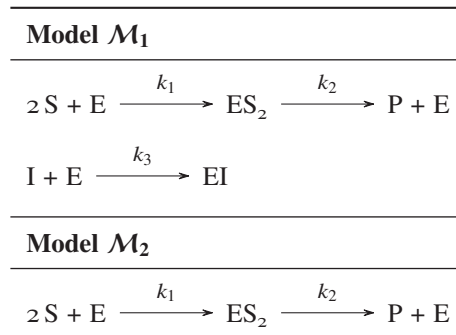 Model M₁
k₁ k₂
2 S + E ⟶ ES₂ ⟶ P + E
k₃
I + E ⟶ EI
Model M₂
k₁ k₂
2 S + E ⟶ ES₂ ⟶ P + E